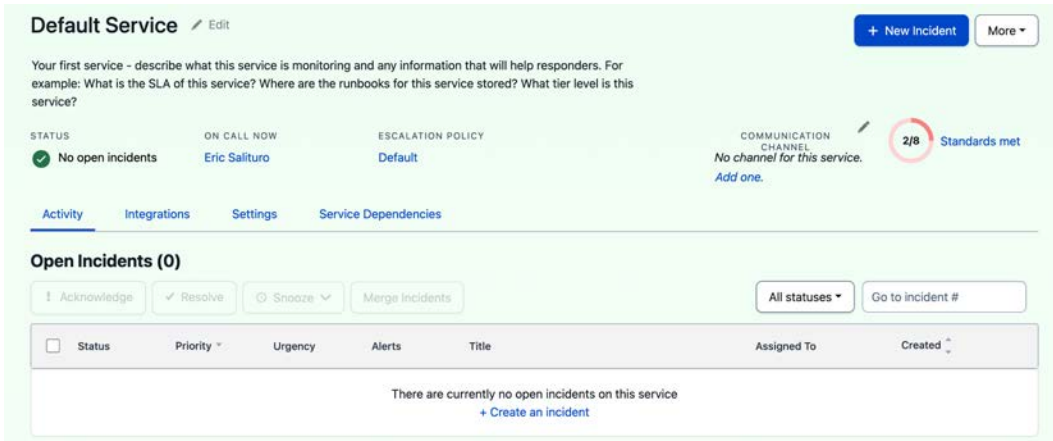 Default Service Edit
+ New Incident More
Your first service - describe what this service is monitoring and any information that will help responders. For
example: What is the SLA of this service? Where are the runbooks for this service stored? What tier level is this
service?
STATUS ON CALL NOW ESCALATION POLICY COMMUNICATION
CHANNEL
No open incidents Eric Salituro Default No channel for this service.
Add one.
2/8 Standards met
Activity Integrations Settings Service Dependencies
Open Incidents (0)
Acknowledge Resolve Snooze Merge Incidents All statuses Go to incident #
Status Priority Urgency Alerts Title Assigned To Created
There are currently no open incidents on this service
+ Create an incident